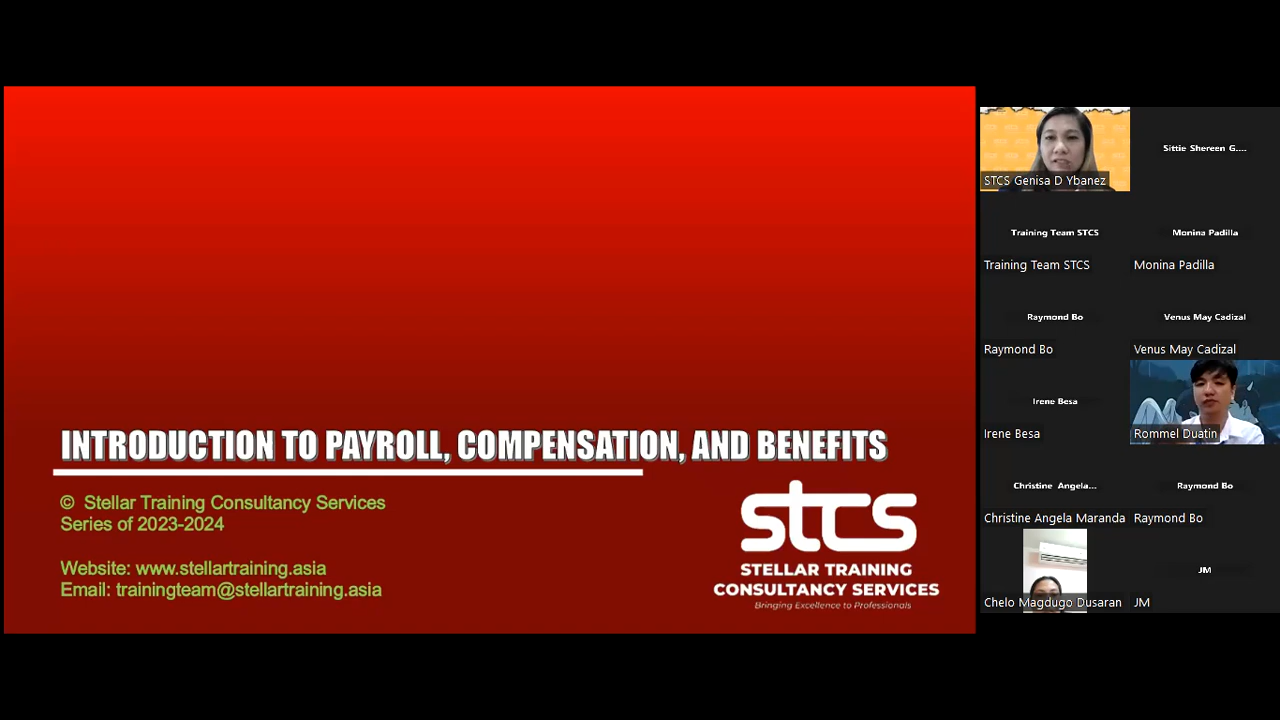 INTRODUCTION TO PAYROLL, COMPENSATION, AND BENEFITS
© Stellar Training Consultancy Services
Series of 2023-2024
Website: www.stellartraining.asia
Email: trainingteam@stellartraining.asia
stcs
STELLAR TRAINING
CONSULTANCY SERVICES
Bringing Excellence to Professionals
STCS Genisa D Ybanez
Sittie Shereen G....
Training Team STCS
Training Team STCS
Monina Padilla
Monina Padilla
Raymond Bo
Raymond Bo
Venus May Cadizal
Venus May Cadizal
Irene Besa
Irene Besa
Rommel Duatin
Christine Angela...
Christine Angela Maranda
Raymond Bo
Raymond Bo
Chelo Magdugo Dusaran
JM
JM